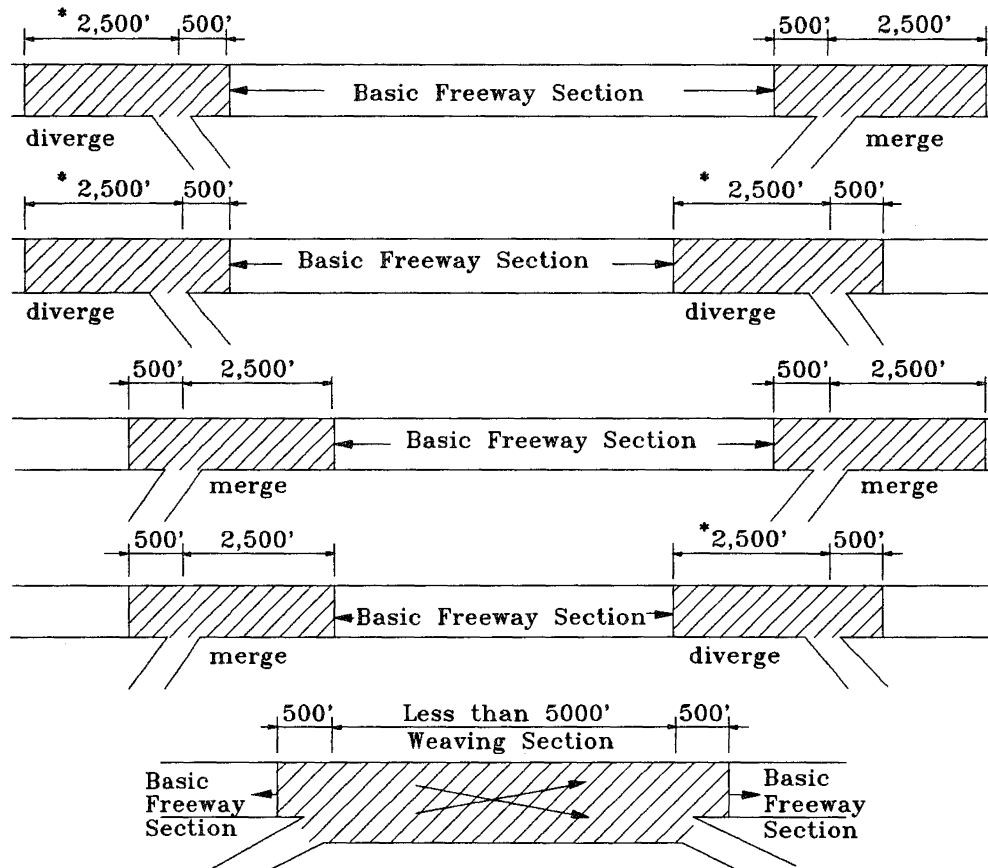 * 2,500' 500' 500' 2,500'
Basic Freeway Section
diverge merge
* 2,500' 500' * 2,500' 500'
Basic Freeway Section
diverge diverge
500' 2,500' 500' 2,500'
Basic Freeway Section
merge merge
500' 2,500' * 2,500' 500'
Basic Freeway Section
merge diverge
500' Less than 5000' 500'
Weaving Section
Basic
Freeway
Section
Basic
Freeway
Section